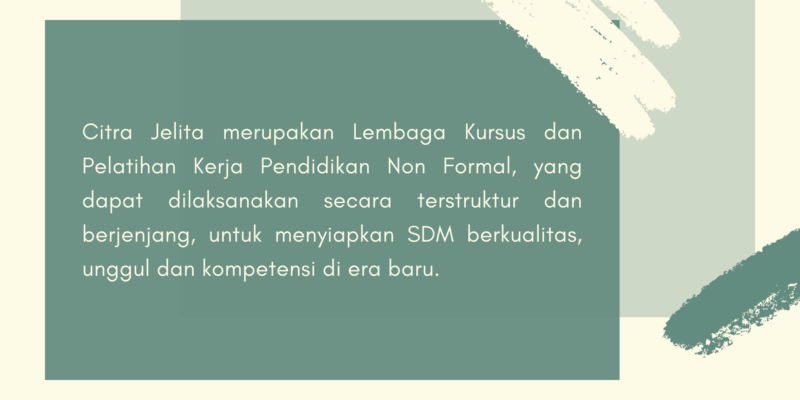 Citra Jelita merupakan Lembaga Kursus dan
Pelatihan Kerja Pendidikan Non Formal, yang
dapat dilaksanakan secara terstruktur dan
berjenjang, untuk menyiapkan SDM berkualitas,
unggul dan kompetensi di era baru.